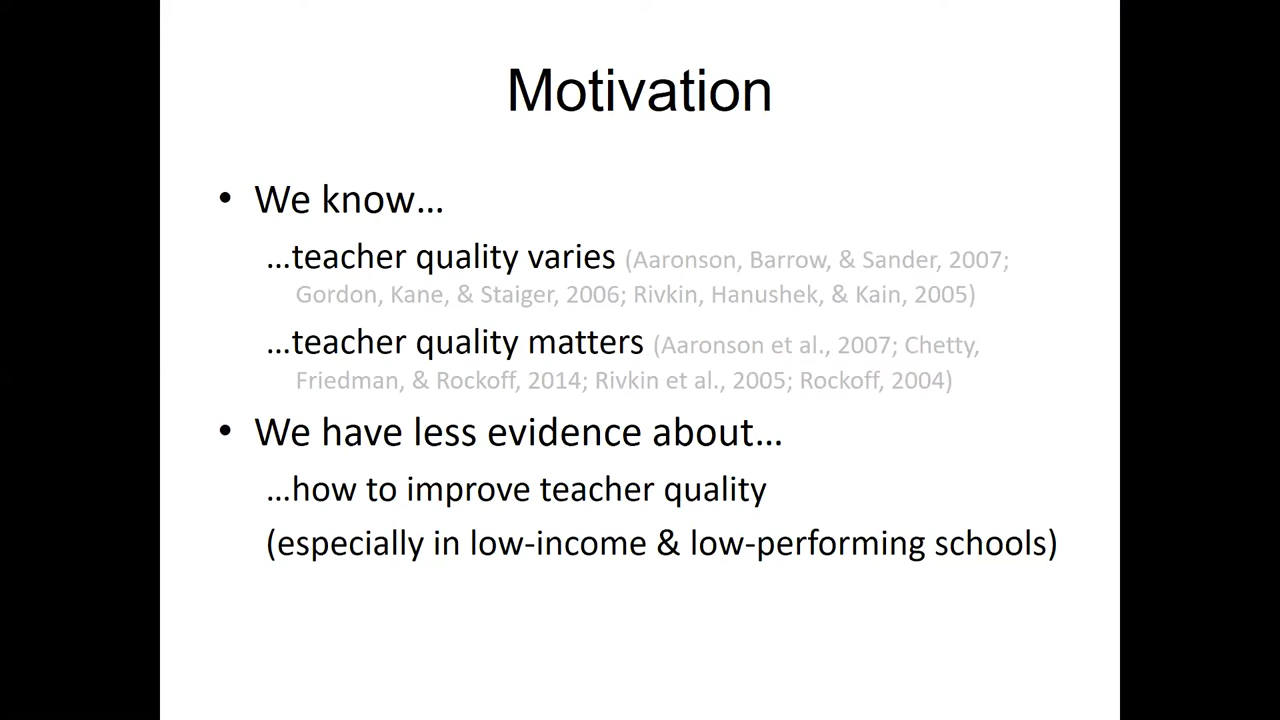 Motivation
• We know…
…teacher quality varies (Aaronson, Barrow, & Sander, 2007;
Gordon, Kane, & Staiger, 2006; Rivkin, Hanushek, & Kain, 2005)
…teacher quality matters (Aaronson et al., 2007; Chetty,
Friedman, & Rockoff, 2014; Rivkin et al., 2005; Rockoff, 2004)
• We have less evidence about…
…how to improve teacher quality
(especially in low-income & low-performing schools)